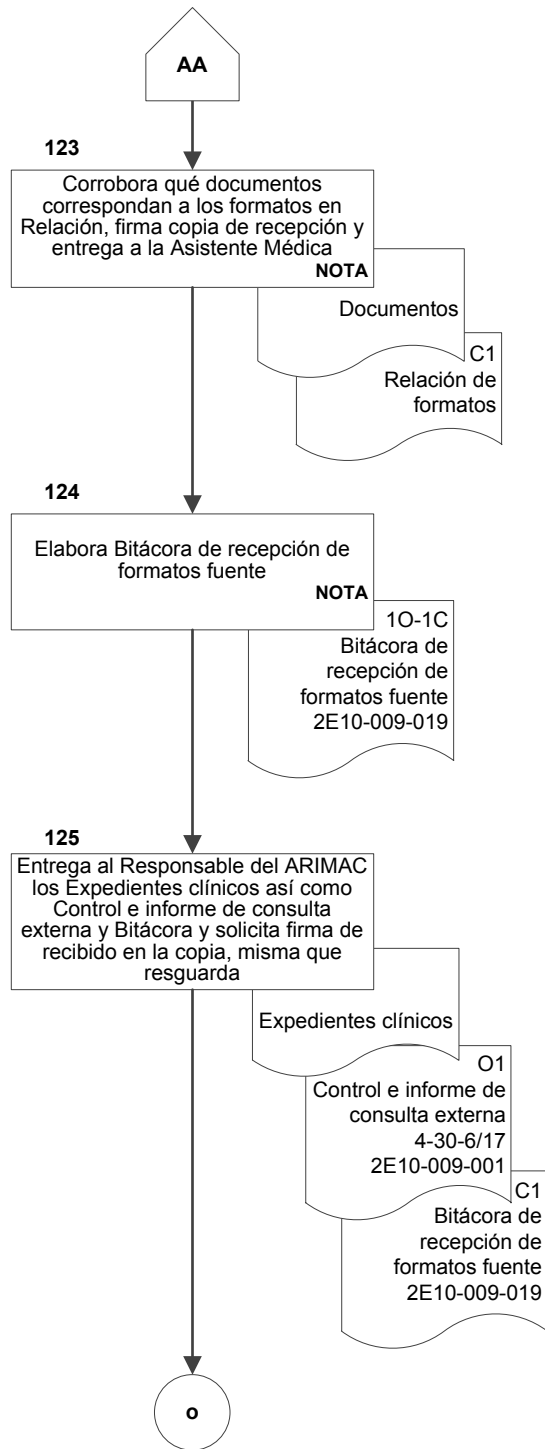 AA
123
Corrobora qué documentos
correspondan a los formatos en
Relación, firma copia de recepción y
entrega a la Asistente Médica
NOTA
Documentos
C1
Relación de
formatos
124
Elabora Bitácora de recepción de
formatos fuente
NOTA
1O-1C
Bitácora de
recepción de
formatos fuente
2E10-009-019
125
Entrega al Responsable del ARIMAC
los Expedientes clínicos así como
Control e informe de consulta
externa y Bitácora y solicita firma de
recibido en la copia, misma que
resguarda
Expedientes clínicos
O1
Control e informe de
consulta externa
4-30-6/17
2E10-009-001
C1
Bitácora de
recepción de
formatos fuente
2E10-009-019
o